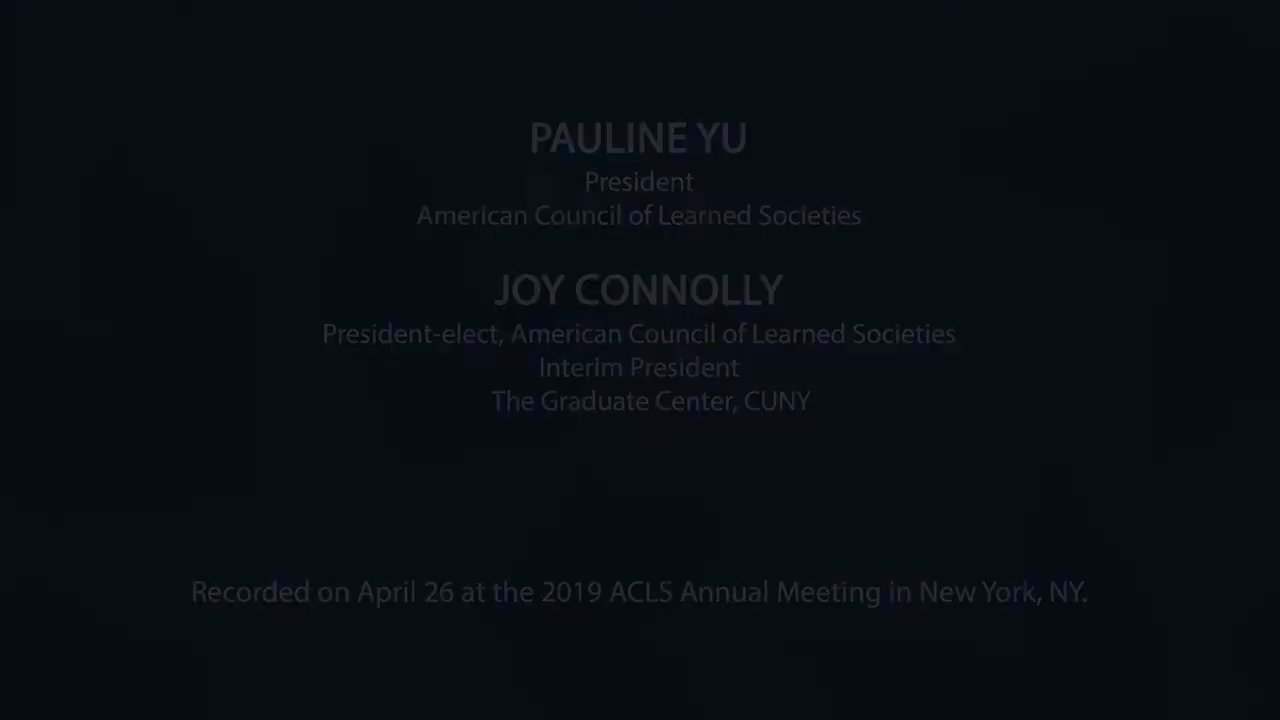 PAULINE YU
President
American Council of Learned Societies
JOY CONNOLLY
President-elect, American Council of Learned Societies
Interim President
The Graduate Center, CUNY
Recorded on April 26 at the 2019 ACLS Annual Meeting in New York, NY.